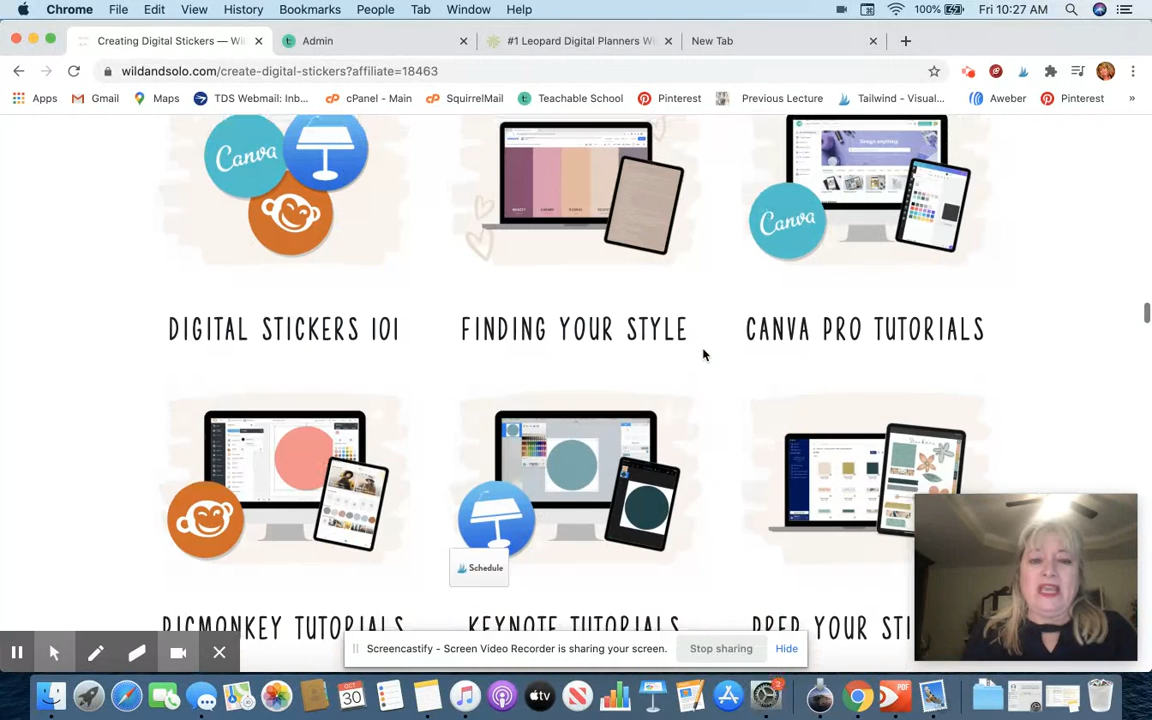 Chrome File Edit View History Bookmarks People Tab Window Help 100% Fri 10:27 AM
Creating Digital Stickers — Wi Admin #1 Leopard Digital Planners Wi New Tab
wildandsolo.com/create-digital-stickers?affiliate=18463
Apps Gmail Maps TDS Webmail: Inb... cPanel - Main SquirrelMail Teachable School Pinterest Previous Lecture Tailwind - Visual... Aweber Pinterest »
Canva
Canva
DIGITAL STICKERS 101 FINDING YOUR STYLE CANVA PRO TUTORIALS
Schedule
PICMONKEY TUTORIALS KEYNOTE TUTORIALS PREP YOUR STI
Screencastify - Screen Video Recorder is sharing your screen. Stop sharing Hide
OCT
30
PDF